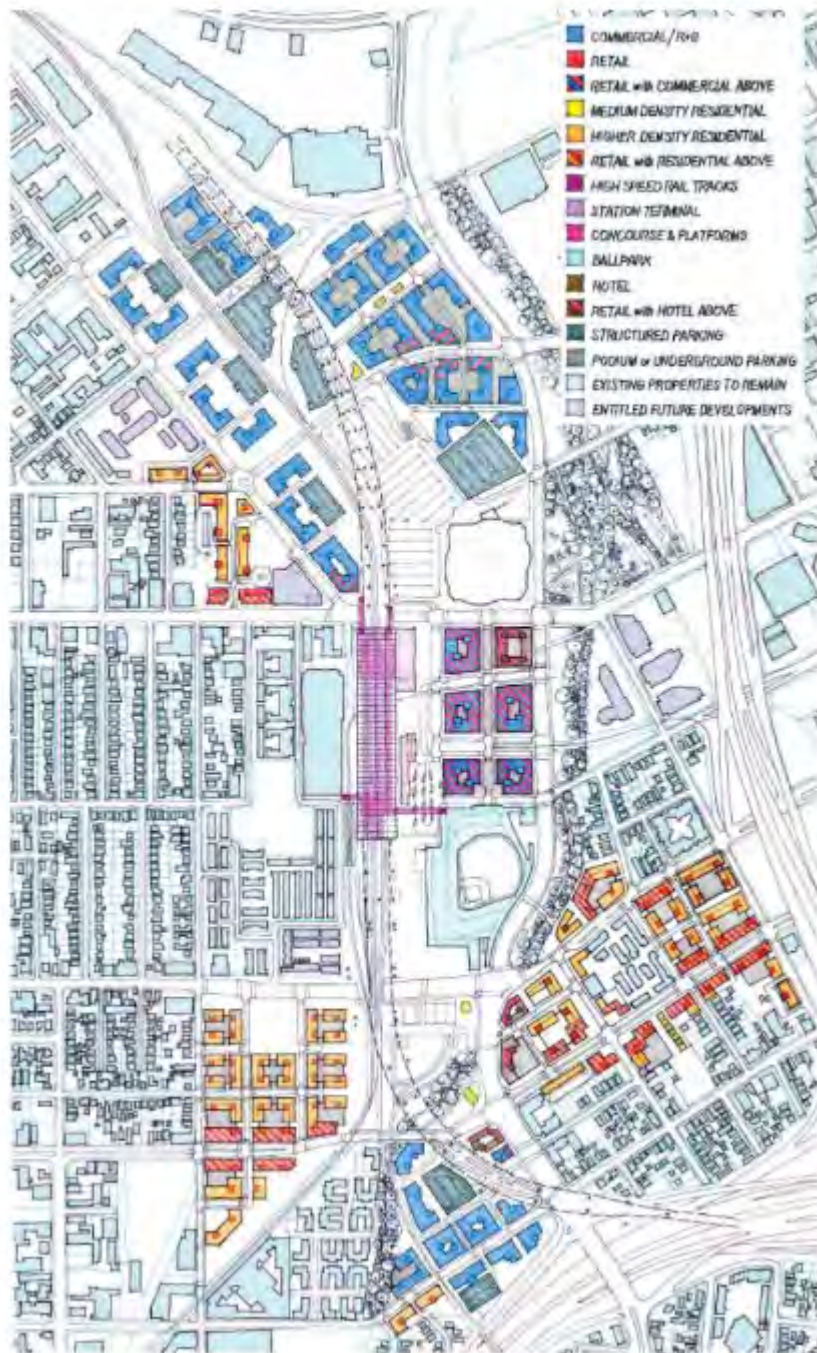 COMMERCIAL/R+D
RETAIL
RETAIL with COMMERCIAL ABOVE
MEDIUM DENSITY RESIDENTIAL
HIGHER DENSITY RESIDENTIAL
RETAIL with RESIDENTIAL ABOVE
HIGH SPEED RAIL TRACKS
STATION TERMINAL
CONCOURSE & PLATFORMS
BALLPARK
HOTEL
RETAIL with HOTEL ABOVE
STRUCTURED PARKING
PODIUM or UNDERGROUND PARKING
EXISTING PROPERTIES TO REMAIN
ENTITLED FUTURE DEVELOPMENTS